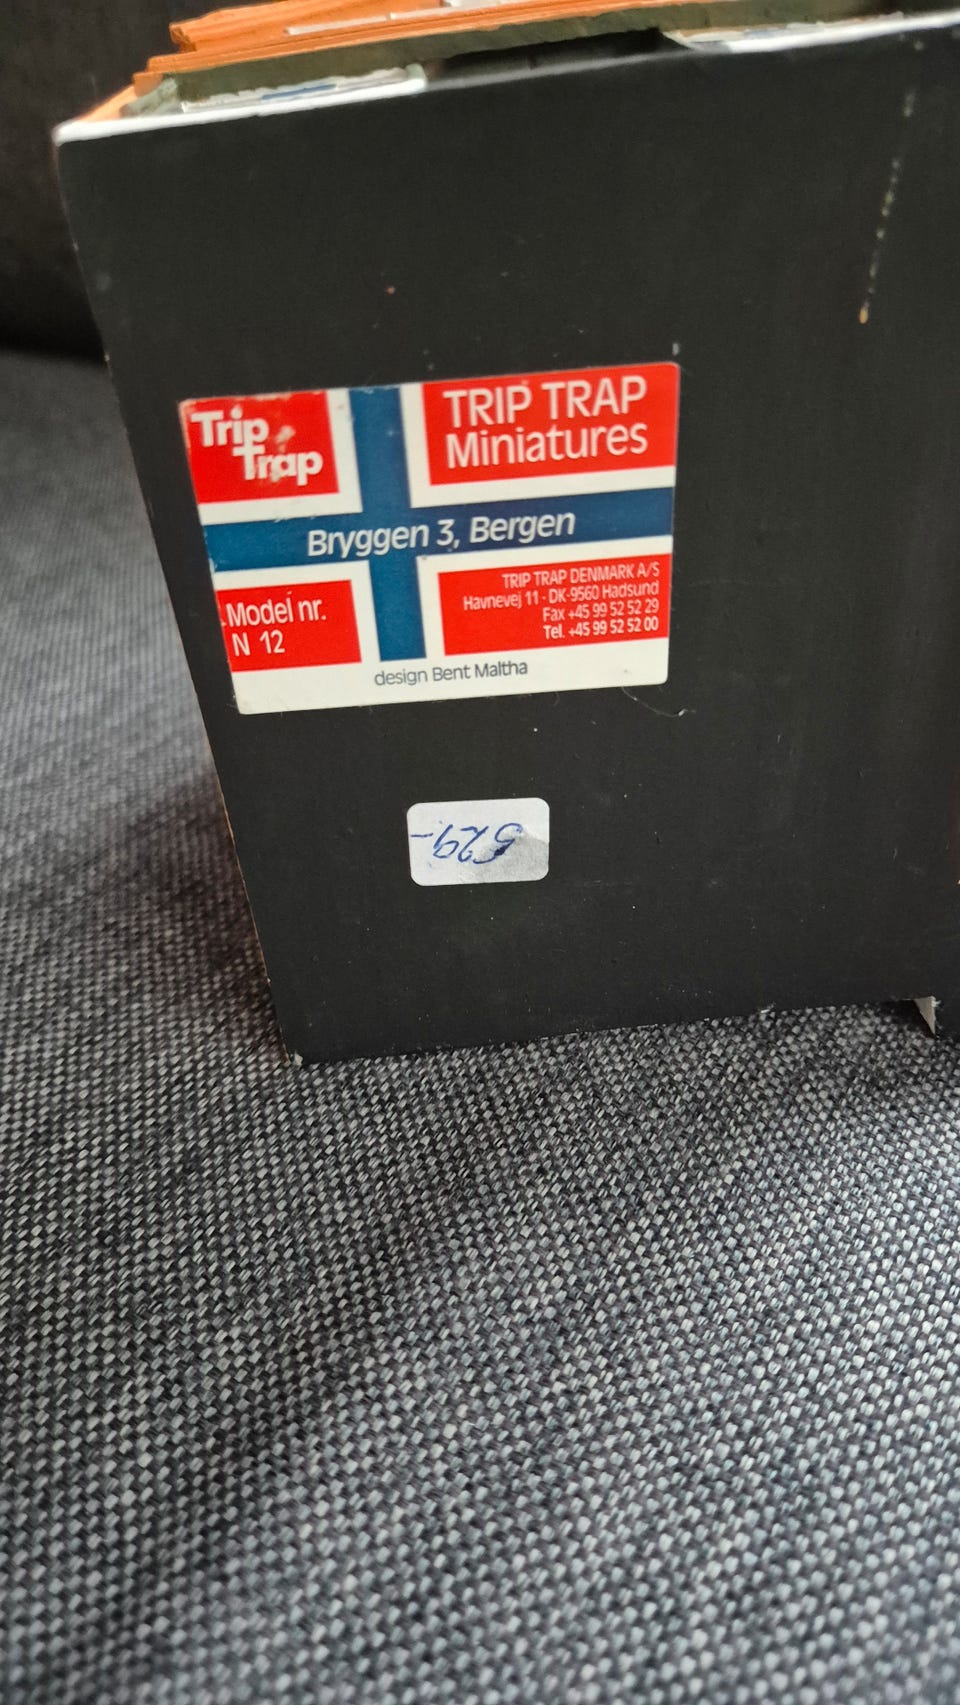 Trip
Trap
TRIP TRAP
Miniatures
Bryggen 3, Bergen
Model nr.
N 12
TRIP TRAP DENMARK A/S
Havnevej 11 · DK-9560 Hadsund
Fax +45 99 52 52 29
Tel. +45 99 52 52 00
design Bent Maltha
529,-